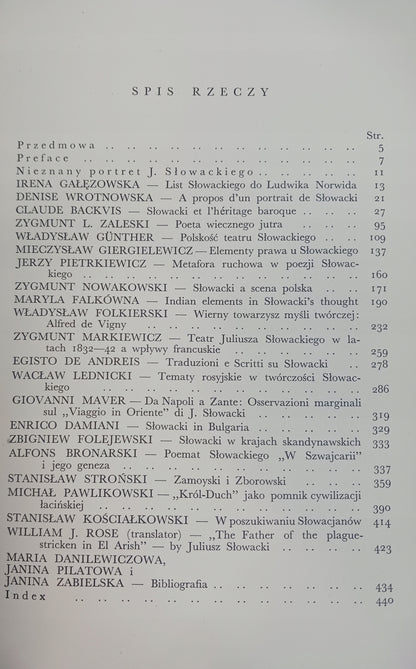 SPIS RZECZY
Str.
Przedmowa .. .. .. .. .. .. .. .. .. .. 5
Preface .. .. .. .. .. .. .. .. .. .. .. 7
Nieznany portret J. Słowackiego .. .. .. .. .. 11
IRENA GAŁĘZOWSKA — List Słowackiego do Ludwika Norwida 13
DENISE WROTNOWSKA — A propos d'un portrait de Słowacki 21
CLAUDE BACKVIS — Słowacki et l'héritage baroque .. .. .. 27
ZYGMUNT L. ZALESKI — Poeta wiecznego jutra .. .. .. 95
WŁADYSŁAW GÜNTHER — Polskość teatru Słowackiego .. .. .. 109
MIECZYSŁAW GIERGIELEWICZ — Elementy prawa u Słowackiego 137
JERZY PIETRKIEWICZ — Metafora ruchowa w poezji Słowac-
kiego .. .. .. .. .. .. .. .. .. .. .. 160
ZYGMUNT NOWAKOWSKI — Słowacki a scena polska .. .. 171
MARYLA FALKÓWNA — Indian elements in Słowacki's thought 190
WŁADYSŁAW FOLKIERSKI — Wierny towarzysz myśli twórczej:
Alfred de Vigny .. .. .. .. .. .. .. .. 232
ZYGMUNT MARKIEWICZ — Teatr Juliusza Słowackiego w la-
tach 1832—42 a wpływy francuskie .. .. .. .. .. 259
EGISTO DE ANDREIS — Traduzioni e Scritti su Słowacki .. .. 278
WACŁAW LEDNICKI — Tematy rosyjskie w twórczości Słowac-
kiego .. .. .. .. .. .. .. .. .. .. 286
GIOVANNI MAVER — Da Napoli a Zante: Osservazioni marginali
sul „Viaggio in Oriente" di J. Słowacki .. .. .. .. 319
ENRICO DAMIANI — Słowacki in Bulgaria .. .. .. .. 329
ZBIGNIEW FOLEJEWSKI — Słowacki w krajach skandynawskich 333
ALFONS BRONARSKI — Poemat Słowackiego „W Szwajcarii"
i jego geneza .. .. .. .. .. .. .. .. .. 337
STANISŁAW STROŃSKI — Zamoyski i Zborowski .. .. .. 359
MICHAŁ PAWLIKOWSKI — „Król-Duch" jako pomnik cywilizacji
łacińskiej .. .. .. .. .. .. .. .. .. .. 390
STANISŁAW KOŚCIAŁKOWSKI — W poszukiwaniu Słowacjanów 414
WILLIAM J. ROSE (translator) — „The Father of the plague-
stricken in El Arish" — by Juliusz Słowacki .. .. .. .. 423
MARIA DANILEWICZOWA,
JANINA PILATOWA i
JANINA ZABIELSKA — Bibliografia .. .. .. .. .. .. 434
Index .. .. .. .. .. .. .. .. .. .. 440